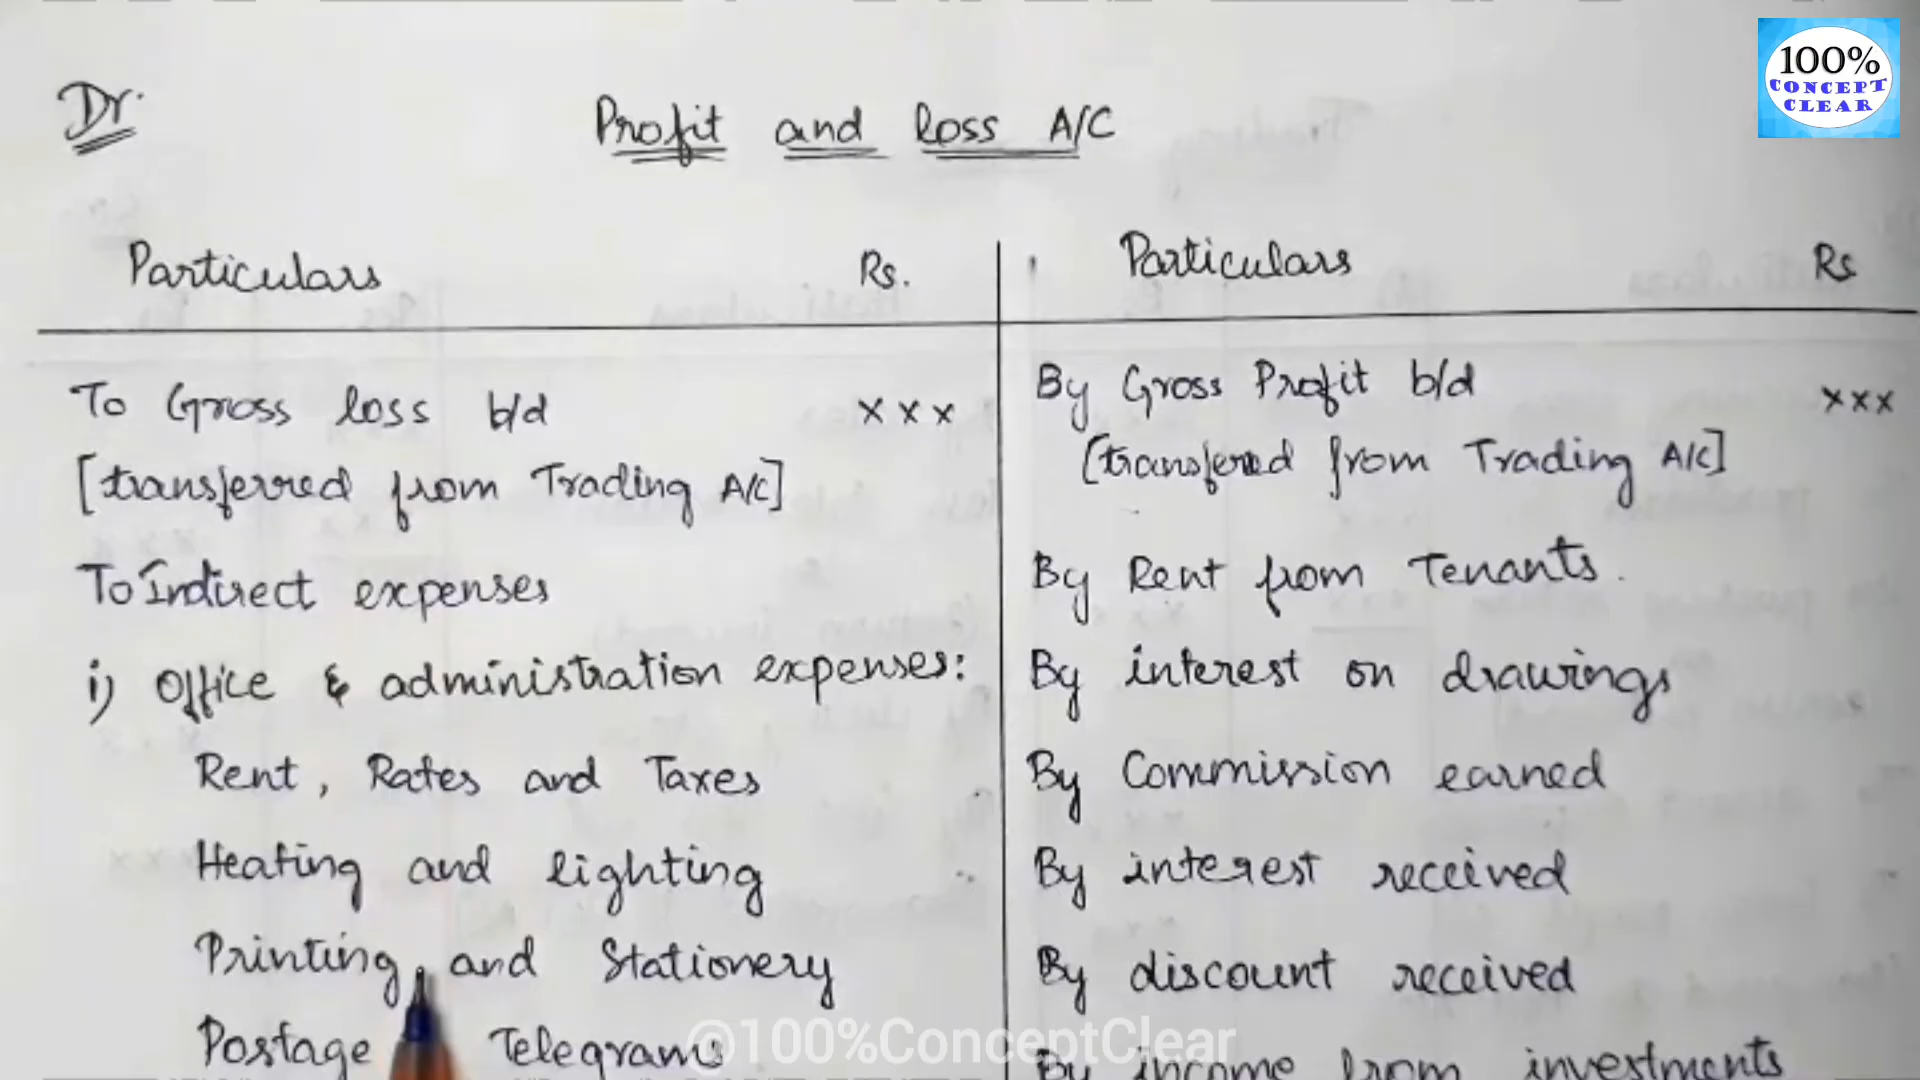 100%
CONCEPT
CLEAR
Dr.
Profit and loss A/C
Particulars Rs.
To Gross loss b/d xxx
[transferred from Trading A/C]
To Indirect expenses
i) Office & administration expenses:
Rent, Rates and Taxes
Heating and lighting
Printing and Stationery
Postage Telegrams
Particulars Rs
By Gross Profit b/d xxx
[transfered from Trading A/C]
By Rent from Tenants.
By interest on drawings
By Commission earned
By interest received
By discount received
By income from investments
@100%ConceptClear